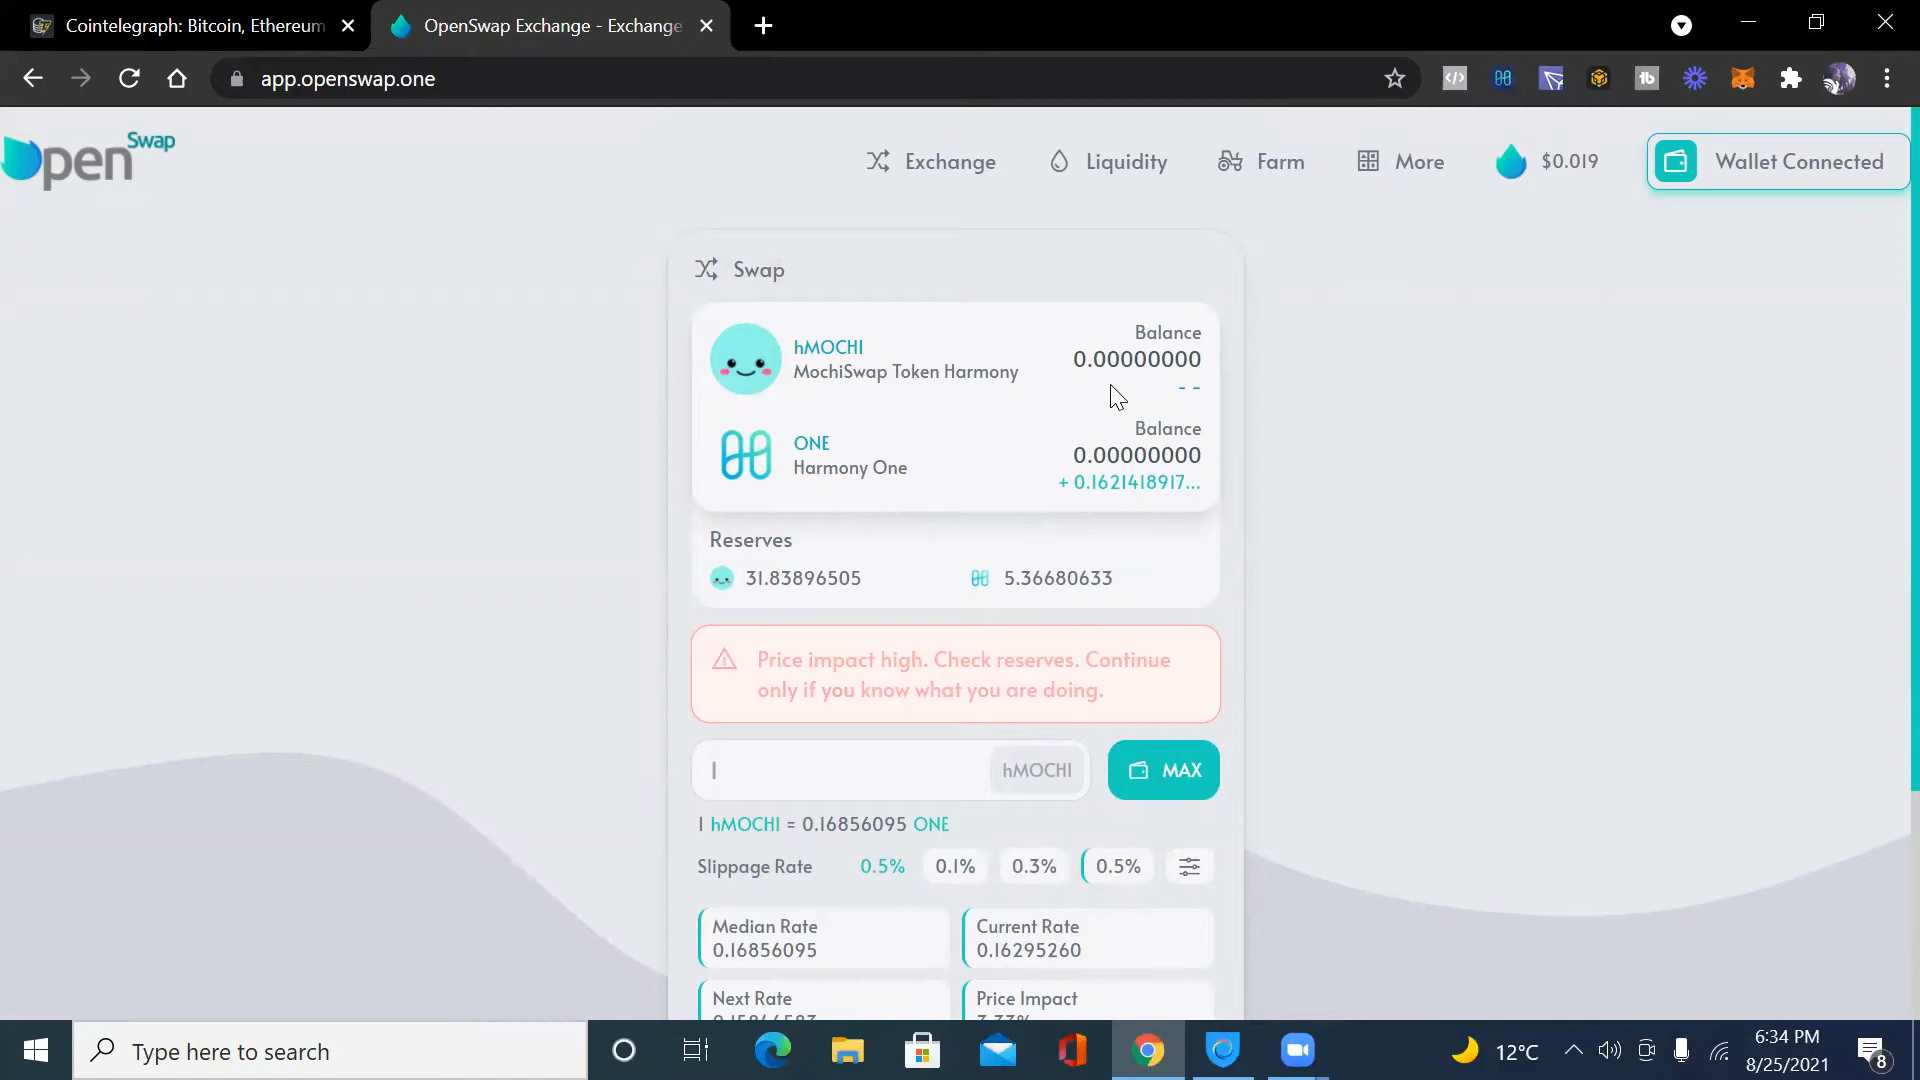 Cointelegraph: Bitcoin, Ethereum
OpenSwap Exchange - Exchange
app.openswap.one
Open Swap
Exchange
Liquidity
Farm
More
$0.019
Wallet Connected
Swap
hMOCHI
MochiSwap Token Harmony
Balance
0.00000000
- -
ONE
Harmony One
Balance
0.00000000
+ 0.1621418917...
Reserves
31.83896505
5.36680633
Price impact high. Check reserves. Continue
only if you know what you are doing.
1
hMOCHI
MAX
1 hMOCHI = 0.16856095 ONE
Slippage Rate 0.5% 0.1% 0.3% 0.5%
Median Rate
0.16856095
Current Rate
0.16295260
Next Rate
Price Impact
3.33%
Type here to search
12°C
6:34 PM
8/25/2021
8